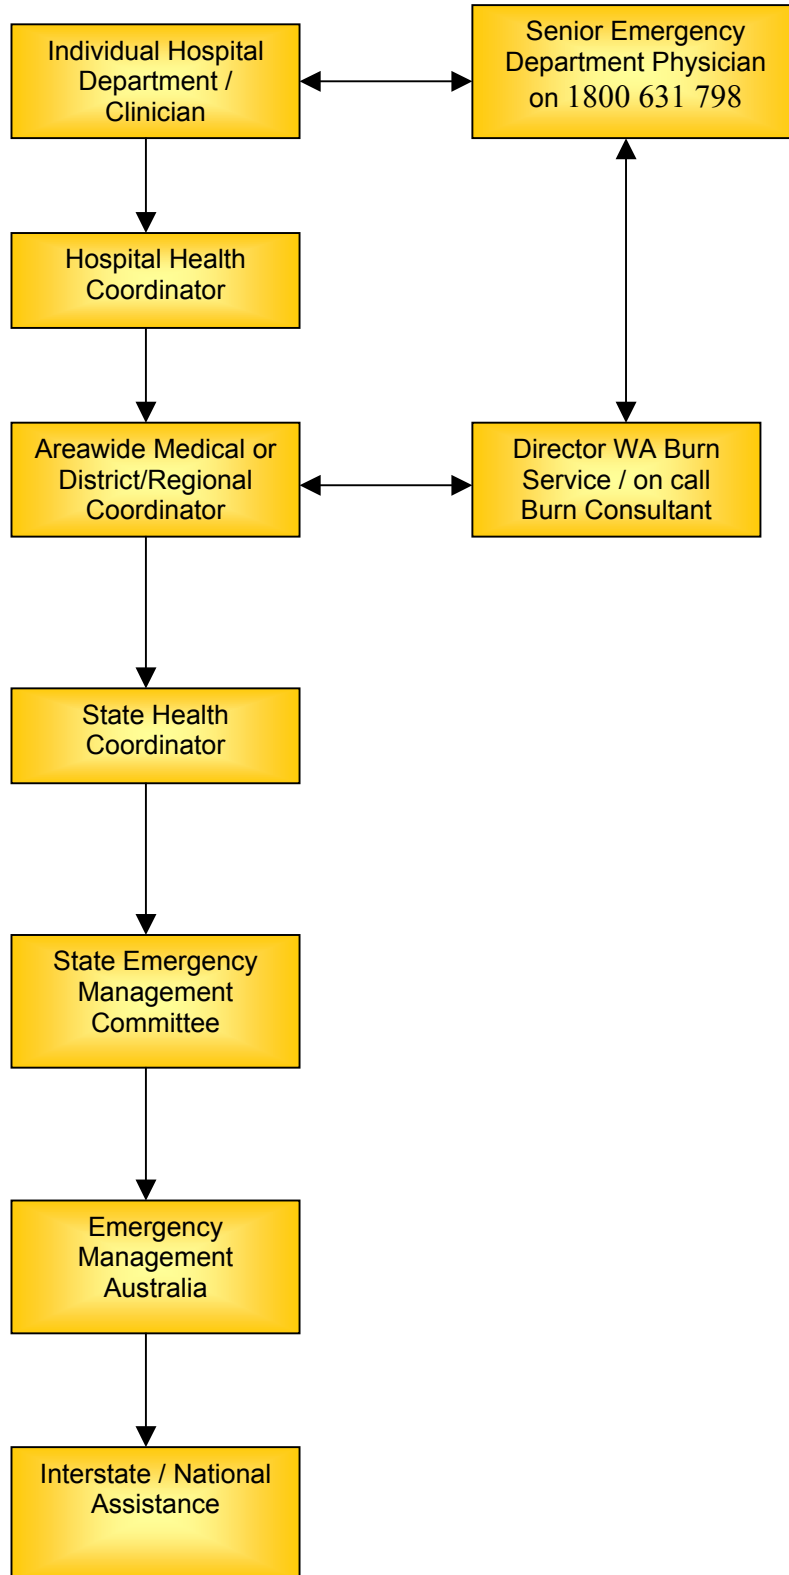 Individual Hospital
Department /
Clinician
Senior Emergency
Department Physician
on 1800 631 798
Hospital Health
Coordinator
Areawide Medical or
District/Regional
Coordinator
Director WA Burn
Service / on call
Burn Consultant
State Health
Coordinator
State Emergency
Management
Committee
Emergency
Management
Australia
Interstate / National
Assistance